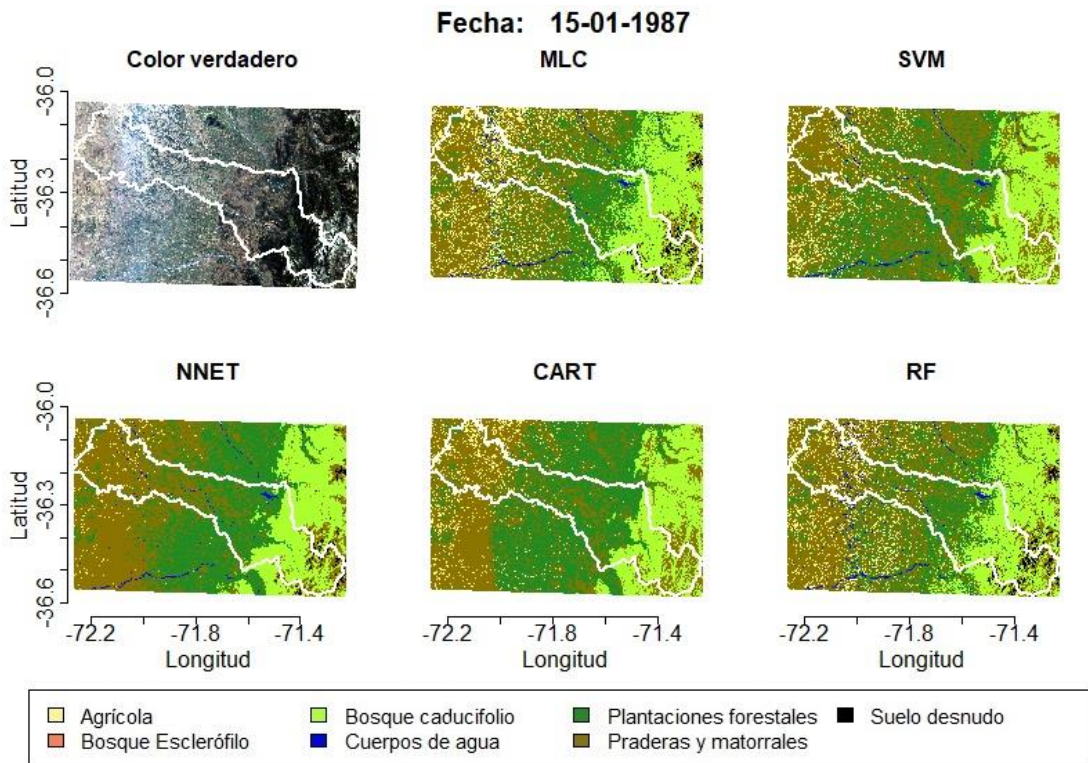 Fecha: 15-01-1987
Color verdadero MLC SVM
-36.0
-36.3
-36.6
Latitud
NNET CART RF
-36.0
-36.3
-36.6
Latitud
-72.2 -71.8 -71.4 -72.2 -71.8 -71.4 -72.2 -71.8 -71.4
Longitud Longitud Longitud
Agrícola Bosque caducifolio Plantaciones forestales Suelo desnudo
Bosque Esclerófilo Cuerpos de agua Praderas y matorrales